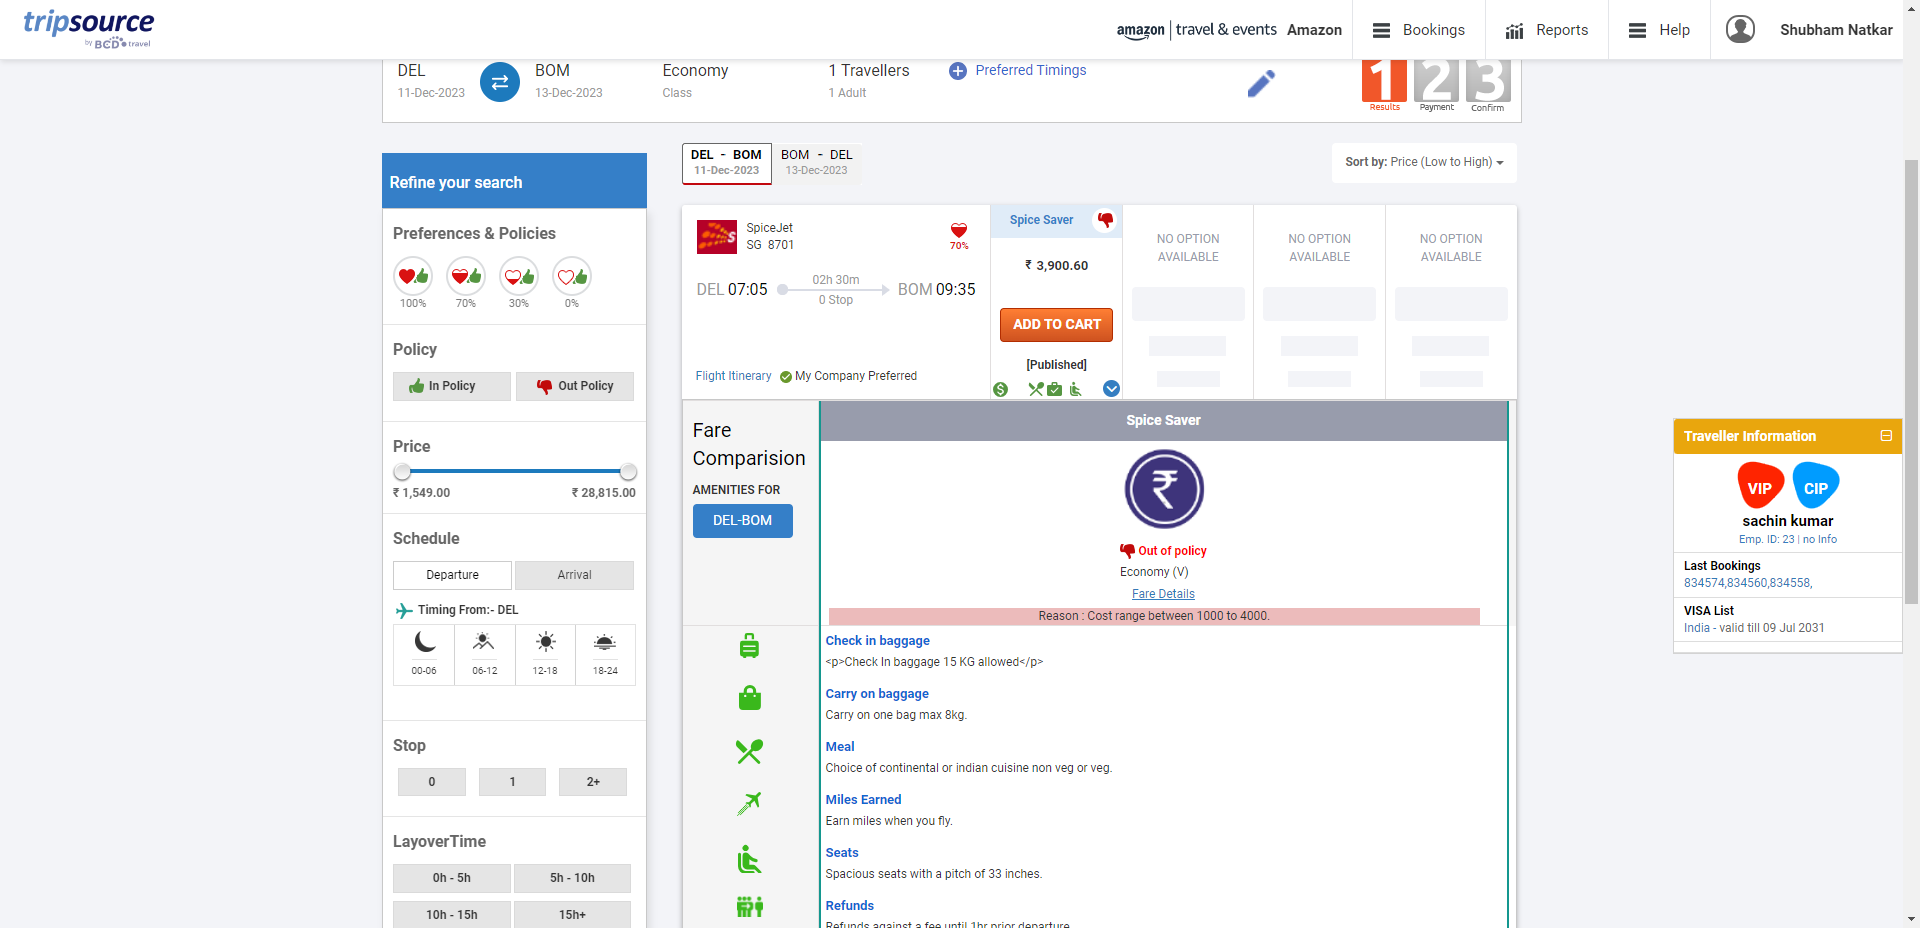 tripsource
by BCD travel
amazon | travel & events Amazon
Bookings
Reports
Help
Shubham Natkar
DEL
11-Dec-2023
BOM
13-Dec-2023
Economy
Class
1 Travellers
1 Adult
Preferred Timings
1 2 3
Results Payment Confirm
DEL - BOM
11-Dec-2023
BOM - DEL
13-Dec-2023
Sort by: Price (Low to High)
Refine your search
Preferences & Policies
100% 70% 30% 0%
Policy
In Policy
Out Policy
Price
₹ 1,549.00 ₹ 28,815.00
Schedule
Departure
Arrival
Timing From:- DEL
00-06 06-12 12-18 18-24
Stop
0 1 2+
LayoverTime
0h - 5h 5h - 10h
10h - 15h 15h+
SpiceJet
SG 8701
70%
DEL 07:05
02h 30m
0 Stop
BOM 09:35
Flight Itinerary
My Company Preferred
Spice Saver
₹ 3,900.60
ADD TO CART
[Published]
NO OPTION
AVAILABLE
NO OPTION
AVAILABLE
NO OPTION
AVAILABLE
Fare
Comparision
AMENITIES FOR
DEL-BOM
Spice Saver
Out of policy
Economy (V)
Fare Details
Reason : Cost range between 1000 to 4000.
Check in baggage
<p>Check In baggage 15 KG allowed</p>
Carry on baggage
Carry on one bag max 8kg.
Meal
Choice of continental or indian cuisine non veg or veg.
Miles Earned
Earn miles when you fly.
Seats
Spacious seats with a pitch of 33 inches.
Refunds
Refunds against a fee until 1hr prior departure
Traveller Information
VIP CIP
sachin kumar
Emp. ID: 23 | no Info
Last Bookings
834574,834560,834558,
VISA List
India - valid till 09 Jul 2031